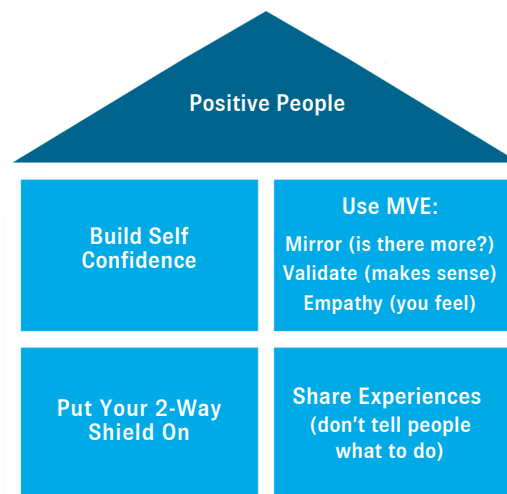 Positive People
Build Self
Confidence
Use MVE:
Mirror (is there more?)
Validate (makes sense)
Empathy (you feel)
Put Your 2-Way
Shield On
Share Experiences
(don't tell people
what to do)